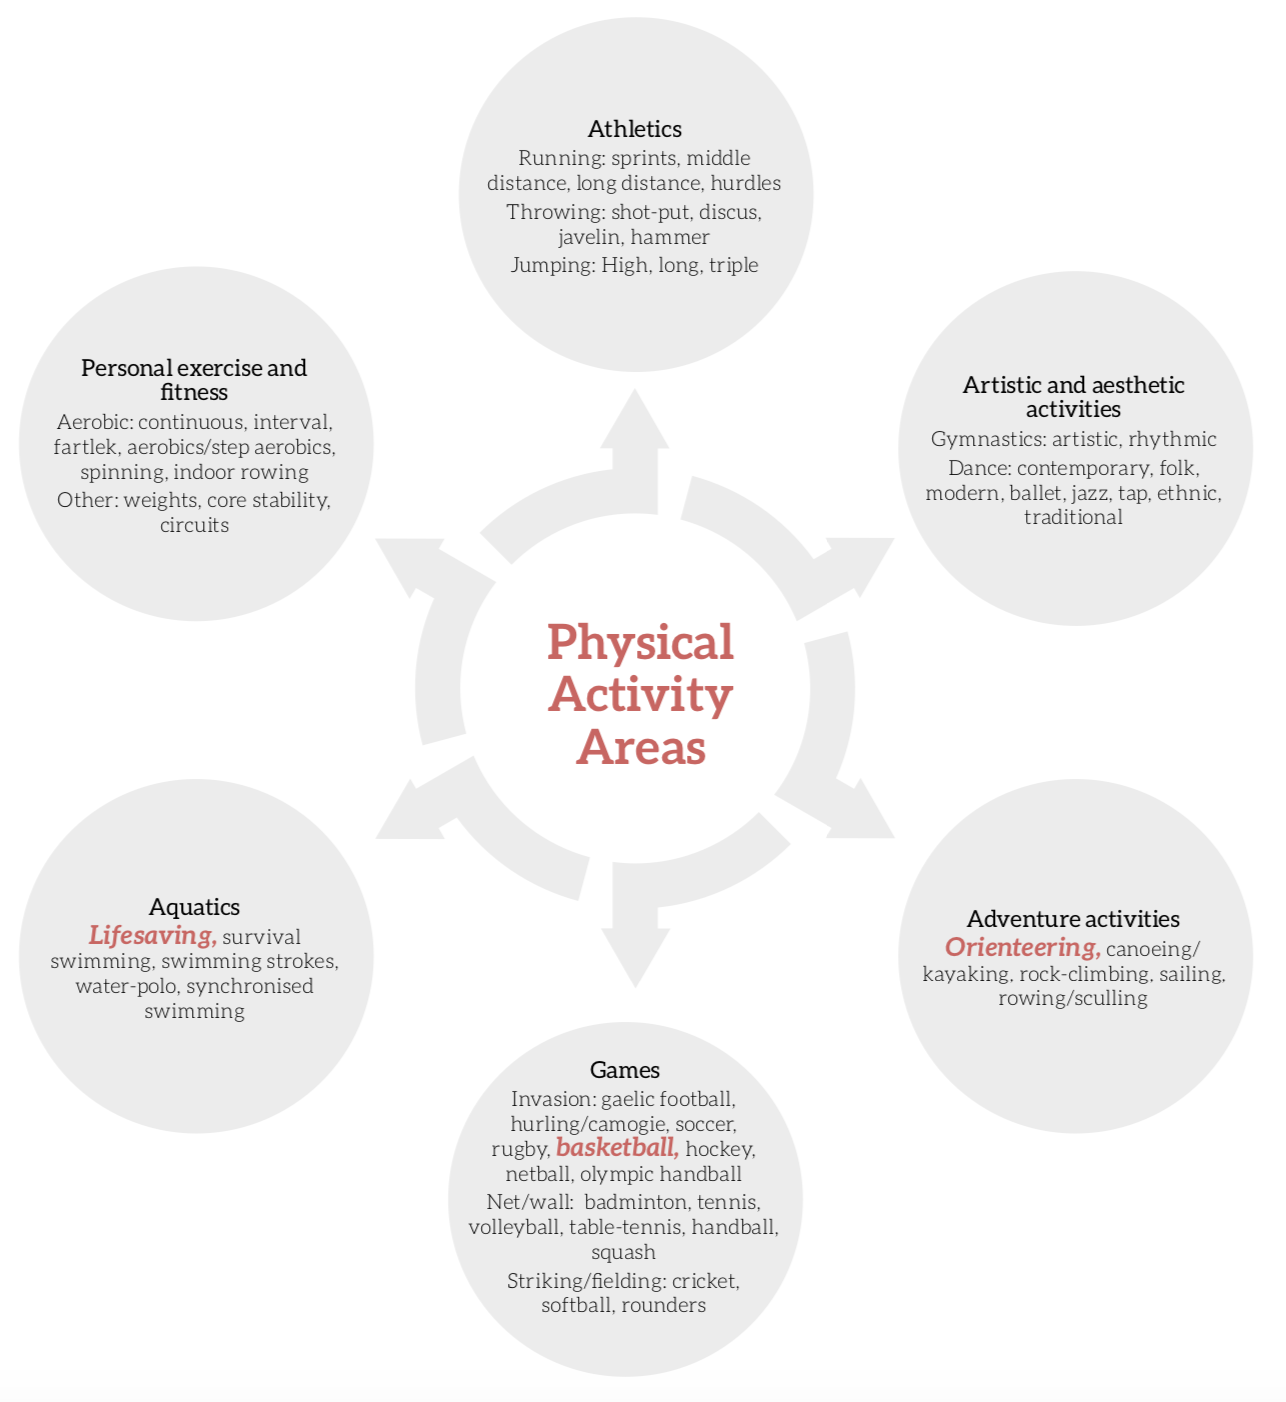 Athletics
Running: sprints, middle
distance, long distance, hurdles
Throwing: shot-put, discus,
javelin, hammer
Jumping: High, long, triple
Personal exercise and
fitness
Aerobic: continuous, interval,
fartlek, aerobics/step aerobics,
spinning, indoor rowing
Other: weights, core stability,
circuits
Artistic and aesthetic
activities
Gymnastics: artistic, rhythmic
Dance: contemporary, folk,
modern, ballet, jazz, tap, ethnic,
traditional
Physical
Activity
Areas
Aquatics
Lifesaving, survival
swimming, swimming strokes,
water-polo, synchronised
swimming
Adventure activities
Orienteering, canoeing/
kayaking, rock-climbing, sailing,
rowing/sculling
Games
Invasion: gaelic football,
hurling/camogie, soccer,
rugby, basketball, hockey,
netball, olympic handball
Net/wall: badminton, tennis,
volleyball, table-tennis, handball,
squash
Striking/fielding: cricket,
softball, rounders